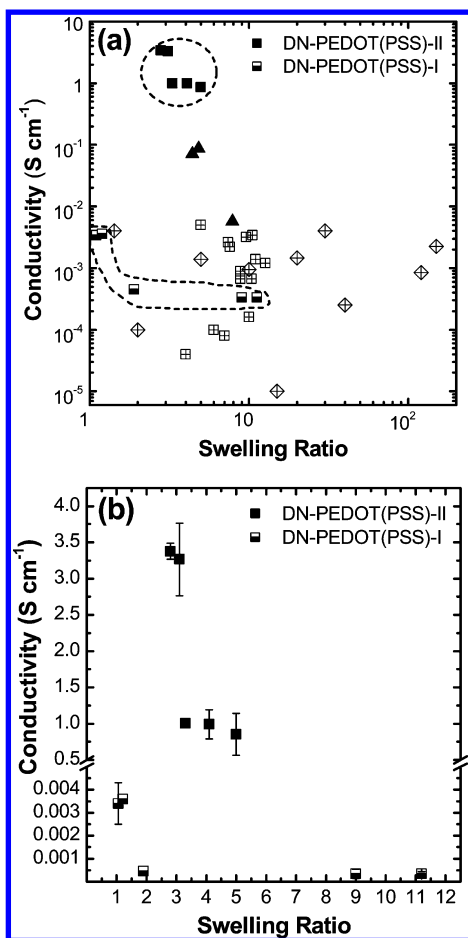 (a)
DN-PEDOT(PSS)-II
DN-PEDOT(PSS)-I
Conductivity (S cm⁻¹)
10
1
10⁻¹
10⁻²
10⁻³
10⁻⁴
10⁻⁵
1 10 10²
Swelling Ratio
(b)
DN-PEDOT(PSS)-II
DN-PEDOT(PSS)-I
Conductivity (S cm⁻¹)
4.0
3.5
3.0
2.5
2.0
1.5
1.0
0.5
0.004
0.003
0.002
0.001
1 2 3 4 5 6 7 8 9 10 11 12
Swelling Ratio